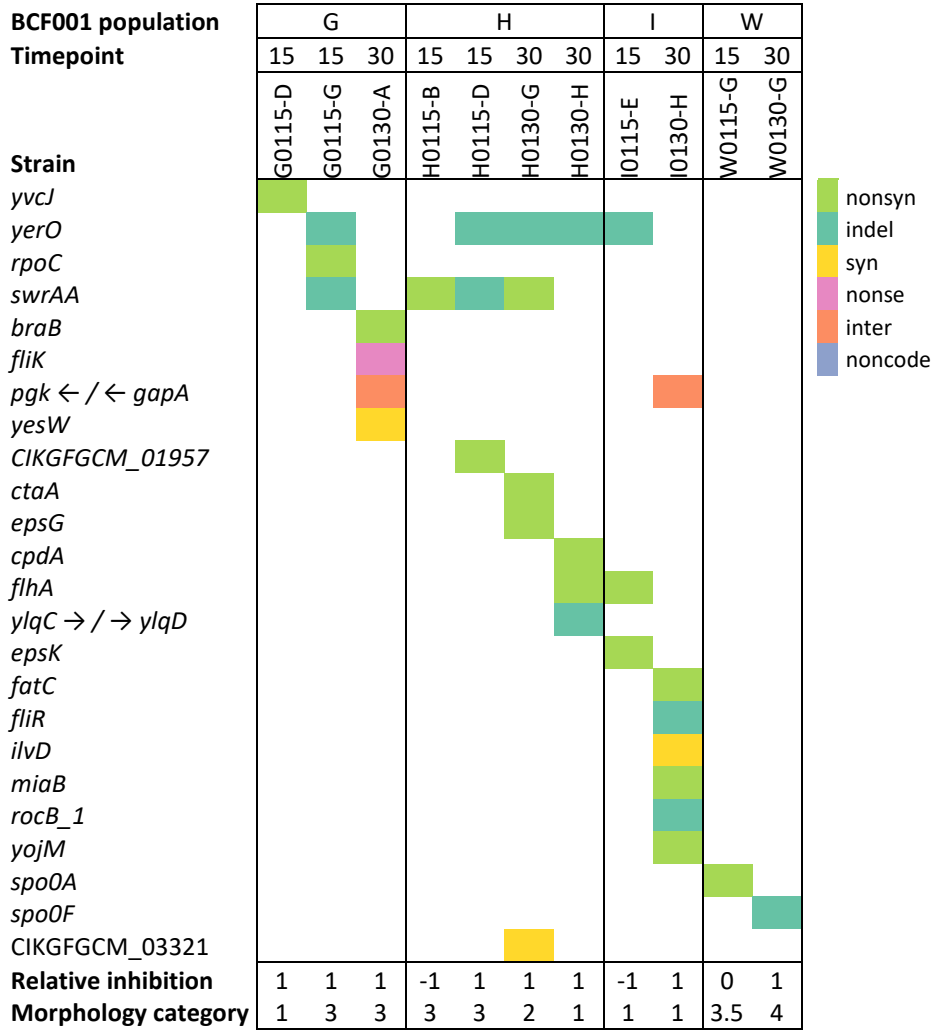 BCF001 population G H I W
Timepoint 15 15 30 15 15 30 30 15 30 15 30
Strain G0115-D G0115-G G0130-A H0115-B H0115-D H0130-G H0130-H I0115-E I0130-H W0115-G W0130-G
yvcJ
nonsyn
yerO
indel
rpoC
syn
swrAA
nonse
braB
inter
fliK
noncode
pgk ← / ← gapA
yesW
CIKGFGCM_01957
ctaA
epsG
cpdA
flhA
ylqC → / → ylqD
epsK
fatC
fliR
ilvD
miaB
rocB_1
yojM
spo0A
spo0F
CIKGFGCM_03321
Relative inhibition 1 1 1 -1 1 1 1 -1 1 0 1
Morphology category 1 3 3 3 3 2 1 1 1 3.5 4